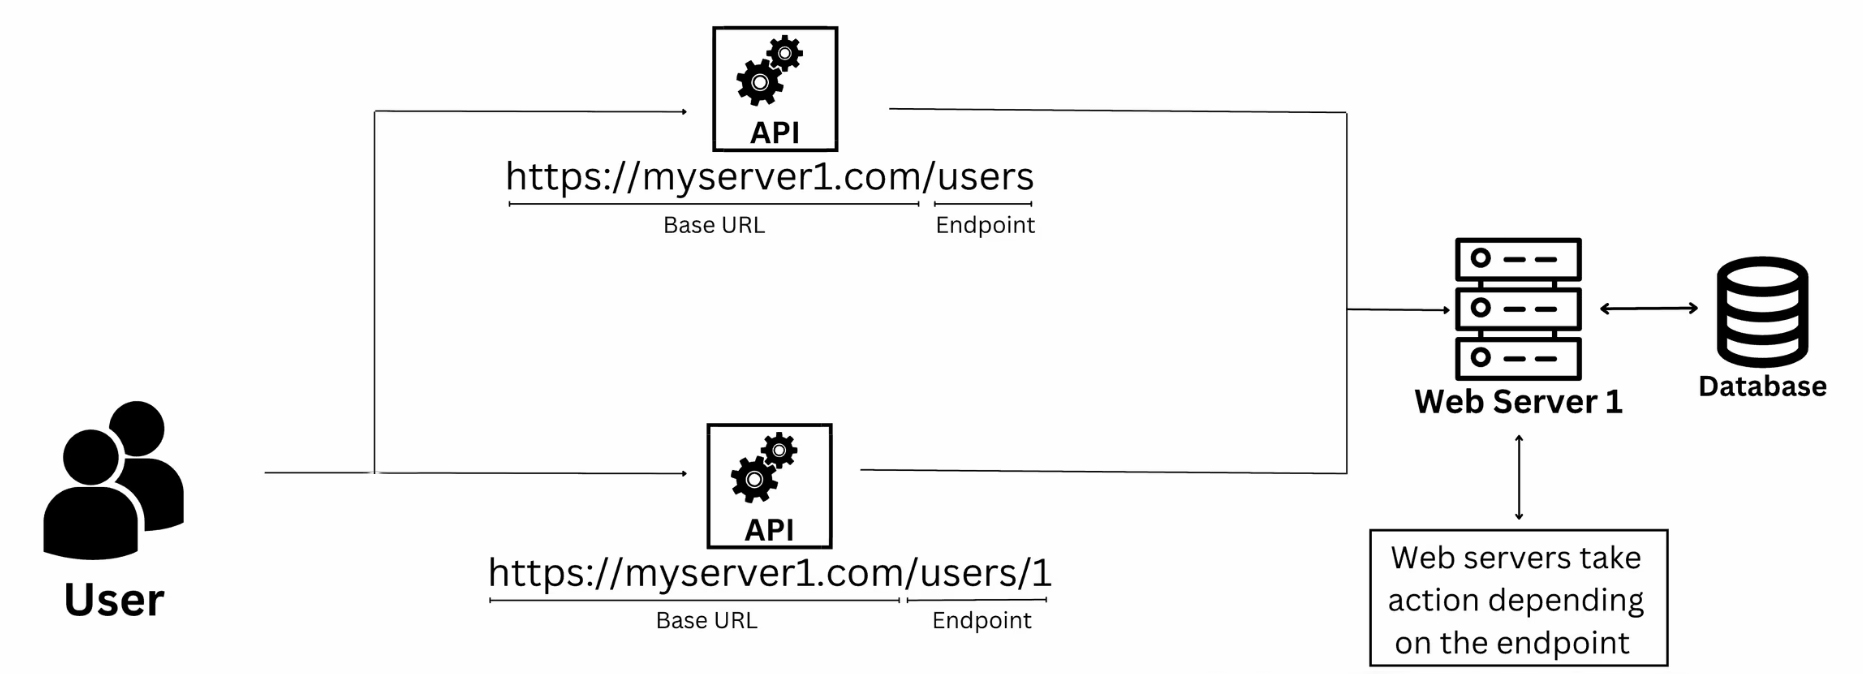 API
https://myserver1.com/users
Base URL
Endpoint
User
API
https://myserver1.com/users/1
Base URL
Endpoint
Web Server 1
Database
Web servers take
action depending
on the endpoint